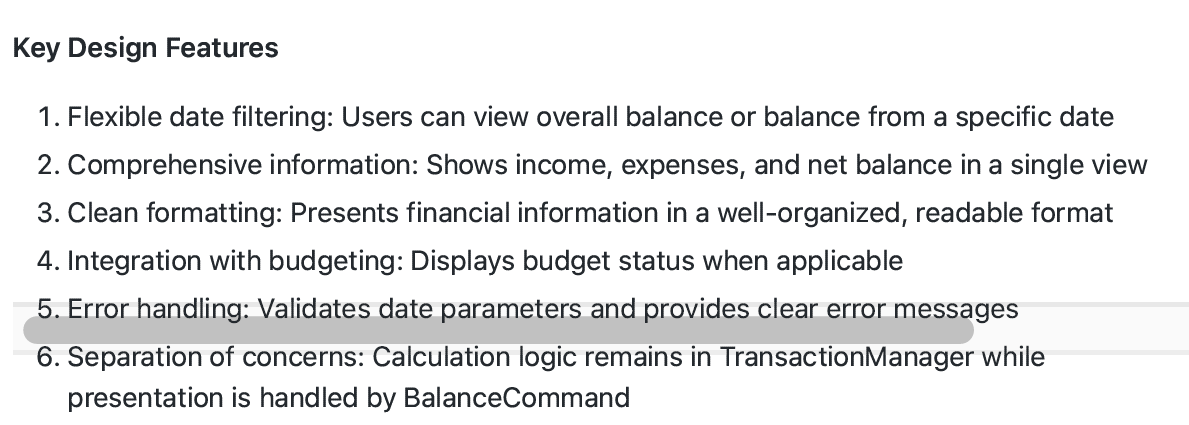 Key Design Features
1. Flexible date filtering: Users can view overall balance or balance from a specific date
2. Comprehensive information: Shows income, expenses, and net balance in a single view
3. Clean formatting: Presents financial information in a well-organized, readable format
4. Integration with budgeting: Displays budget status when applicable
5. Error handling: Validates date parameters and provides clear error messages
6. Separation of concerns: Calculation logic remains in TransactionManager while
presentation is handled by BalanceCommand